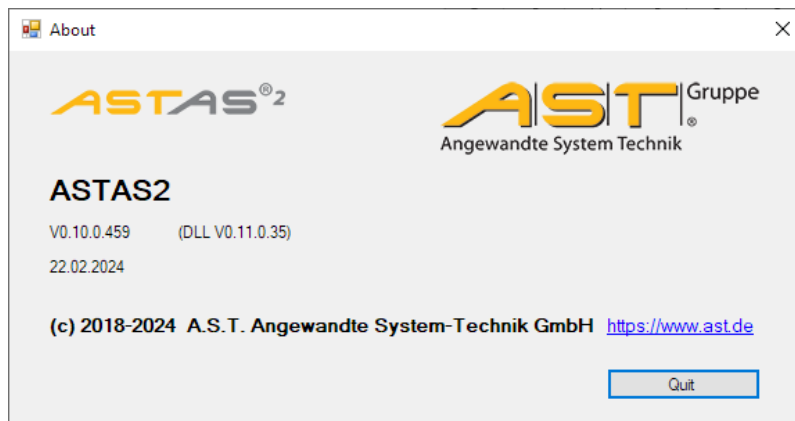 About
ASTAS®2
A|S|T| Gruppe
®
Angewandte System Technik
ASTAS2
V0.10.0.459 (DLL V0.11.0.35)
22.02.2024
(c) 2018-2024 A.S.T. Angewandte System-Technik GmbH https://www.ast.de
Quit